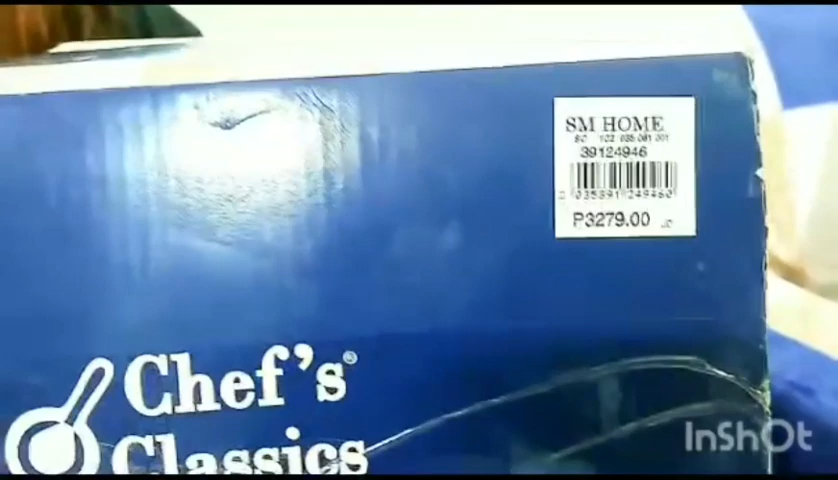 SM HOME
39124946
P3279.00
Chef's®
Classics
InShOt